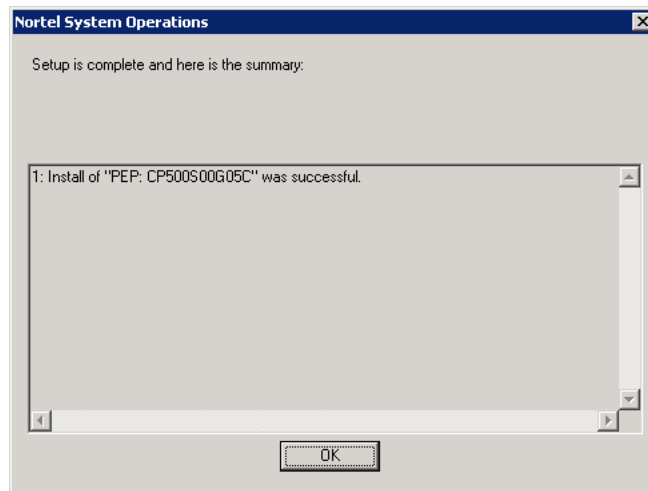 Nortel System Operations
Setup is complete and here is the summary:
1: Install of "PEP: CP500S00G05C" was successful.
OK